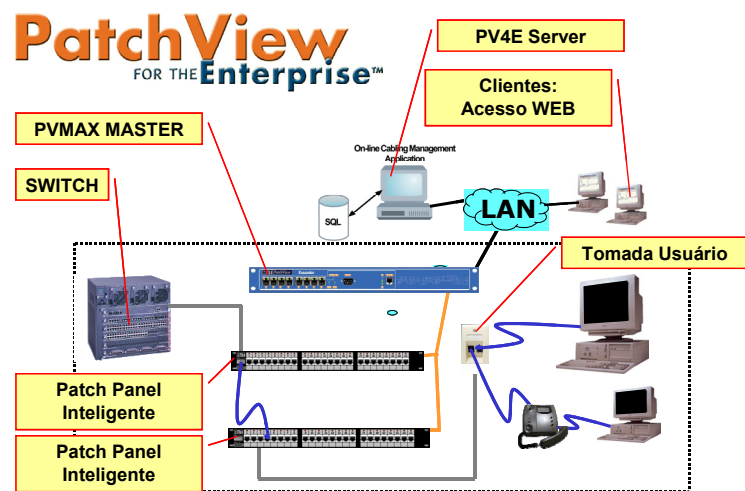 PatchView
FOR THE Enterprise™
PV4E Server
Clientes:
Acesso WEB
PVMAX MASTER
On-line Cabling Management
Application
SWITCH
SQL
LAN
Tomada Usuário
Patch Panel
Inteligente
Patch Panel
Inteligente